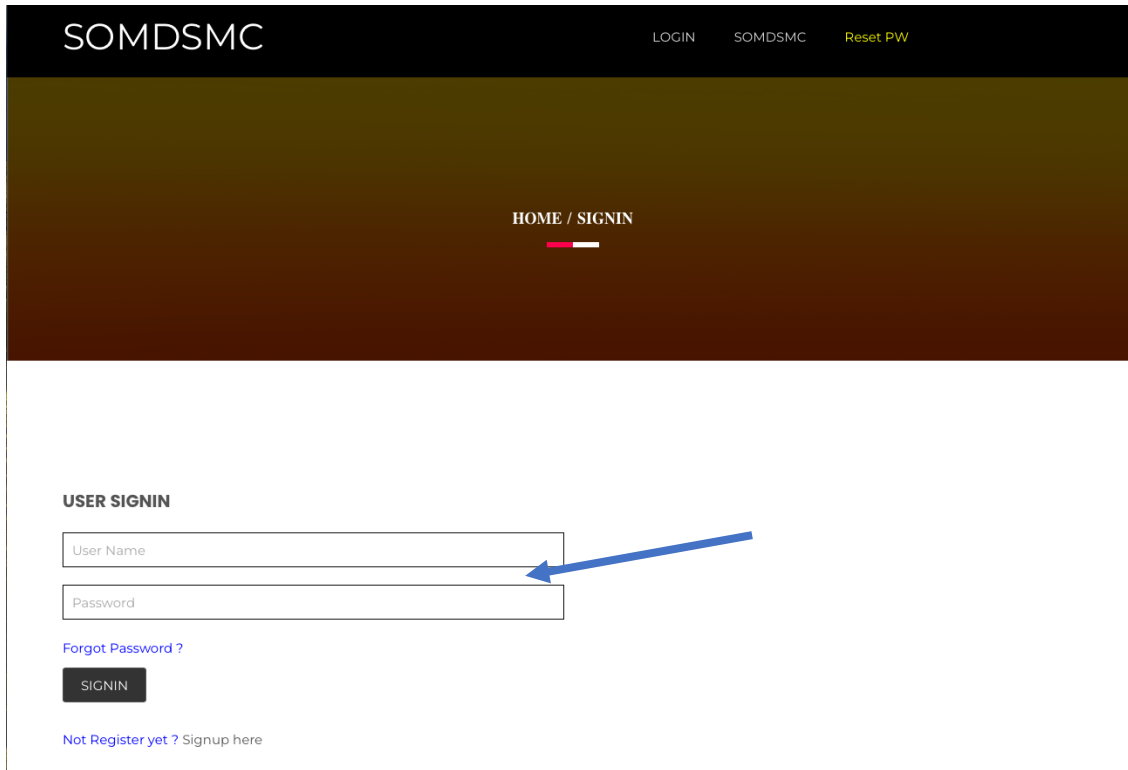 SOMDSMC LOGIN SOMDSMC Reset PW
HOME / SIGNIN
USER SIGNIN
User Name
Password
Forgot Password ?
SIGNIN
Not Register yet ? Signup here